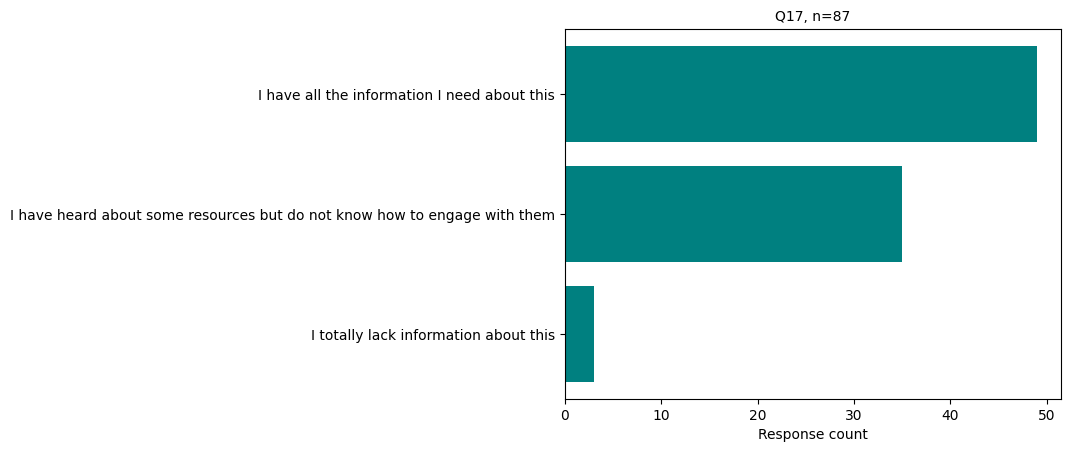 Q17, n=87
I have all the information I need about this
I have heard about some resources but do not know how to engage with them
I totally lack information about this
0 10 20 30 40 50
Response count